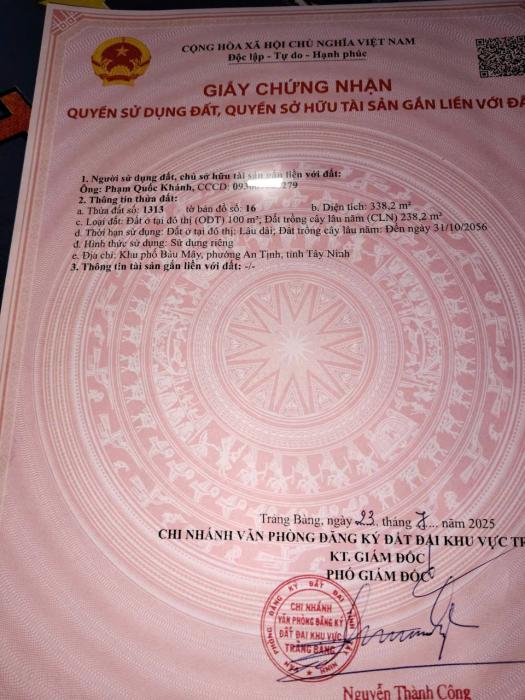 CỘNG HÒA XÃ HỘI CHỦ NGHĨA VIỆT NAM
Độc lập - Tự do - Hạnh phúc
GIẤY CHỨNG NHẬN
QUYỀN SỬ DỤNG ĐẤT, QUYỀN SỞ HỮU TÀI SẢN GẮN LIỀN VỚI ĐẤ
1. Người sử dụng đất, chủ sở hữu tài sản gắn liền với đất:
Ông: Phạm Quốc Khánh, CCCD: 279
2. Thông tin thửa đất:
a. Thửa đất số: 1313 tờ bản đồ số: 16 b. Diện tích: 338,2 m²
c. Loại đất: Đất ở tại đô thị (ODT) 100 m²; Đất trồng cây lâu năm (CLN) 238,2 m²
d. Thời hạn sử dụng: Đất ở tại đô thị: Lâu dài; Đất trồng cây lâu năm: Đến ngày 31/10/2056
đ. Hình thức sử dụng: Sử dụng riêng
e. Địa chỉ: Khu phố Bàu Mây, phường An Tịnh, tỉnh Tây Ninh
3. Thông tin tài sản gắn liền với đất: -/-
Trảng Bàng, ngày 23 tháng 7 năm 2025
CHI NHÁNH VĂN PHÒNG ĐĂNG KÝ ĐẤT ĐAI KHU VỰC TR
KT. GIÁM ĐỐC
PHÓ GIÁM ĐỐC
CHI NHÁNH
VĂN PHÒNG ĐĂNG KÝ
ĐẤT ĐAI KHU VỰC
TRẢNG BÀNG
Nguyễn Thành Công